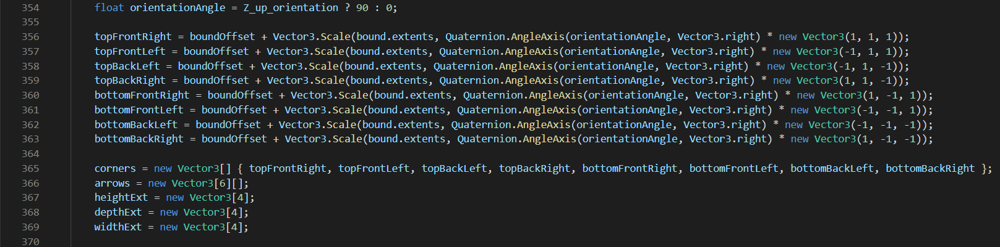 354 float orientationAngle = Z_up_orientation ? 90 : 0;
355
356 topFrontRight = boundOffset + Vector3.Scale(bound.extents, Quaternion.AngleAxis(orientationAngle, Vector3.right) * new Vector3(1, 1, 1));
357 topFrontLeft = boundOffset + Vector3.Scale(bound.extents, Quaternion.AngleAxis(orientationAngle, Vector3.right) * new Vector3(-1, 1, 1));
358 topBackLeft = boundOffset + Vector3.Scale(bound.extents, Quaternion.AngleAxis(orientationAngle, Vector3.right) * new Vector3(-1, 1, -1));
359 topBackRight = boundOffset + Vector3.Scale(bound.extents, Quaternion.AngleAxis(orientationAngle, Vector3.right) * new Vector3(1, 1, -1));
360 bottomFrontRight = boundOffset + Vector3.Scale(bound.extents, Quaternion.AngleAxis(orientationAngle, Vector3.right) * new Vector3(1, -1, 1));
361 bottomFrontLeft = boundOffset + Vector3.Scale(bound.extents, Quaternion.AngleAxis(orientationAngle, Vector3.right) * new Vector3(-1, -1, 1));
362 bottomBackLeft = boundOffset + Vector3.Scale(bound.extents, Quaternion.AngleAxis(orientationAngle, Vector3.right) * new Vector3(-1, -1, -1));
363 bottomBackRight = boundOffset + Vector3.Scale(bound.extents, Quaternion.AngleAxis(orientationAngle, Vector3.right) * new Vector3(1, -1, -1));
364
365 corners = new Vector3[] { topFrontRight, topFrontLeft, topBackLeft, topBackRight, bottomFrontRight, bottomFrontLeft, bottomBackLeft, bottomBackRight };
366 arrows = new Vector3[6][];
367 heightExt = new Vector3[4];
368 depthExt = new Vector3[4];
369 widthExt = new Vector3[4];
370